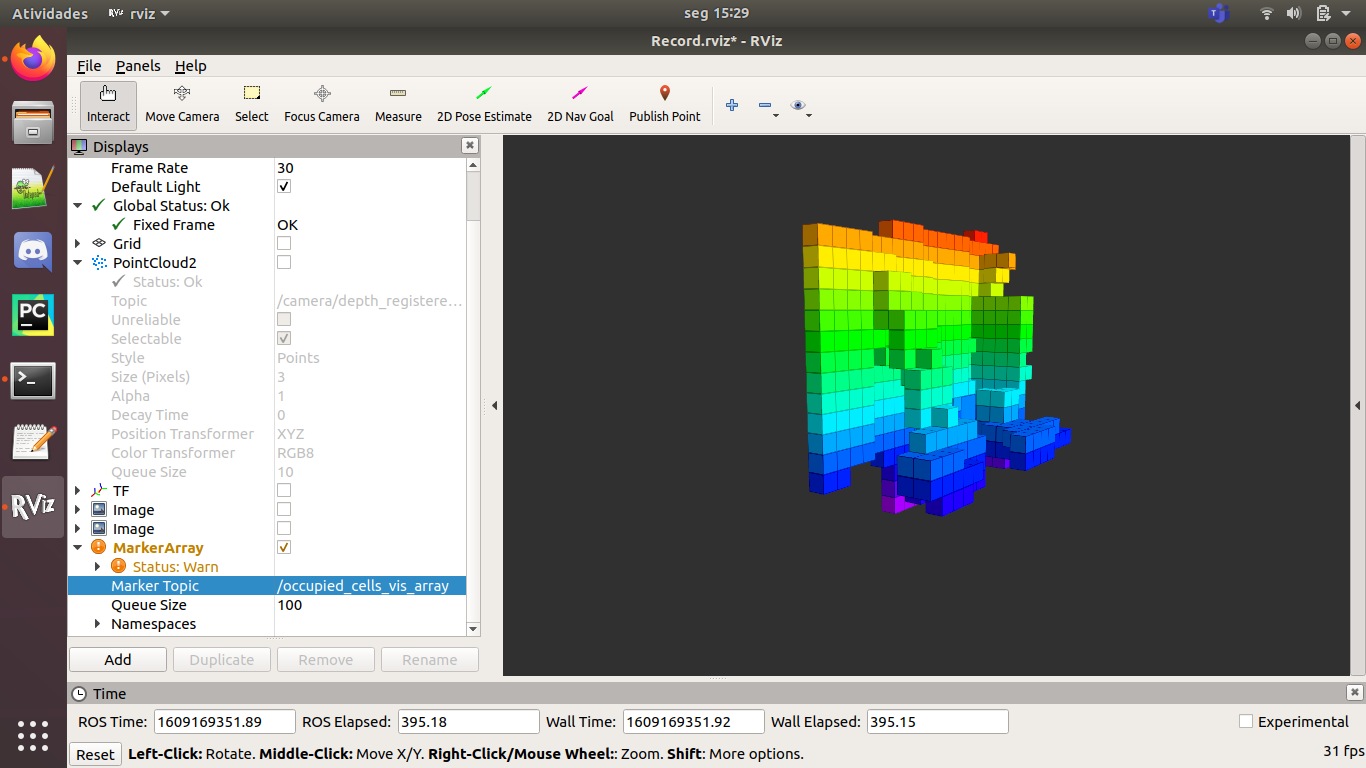 Atividades
RViz rviz
seg 15:29
Record.rviz* - RViz
File Panels Help
Interact Move Camera Select Focus Camera Measure 2D Pose Estimate 2D Nav Goal Publish Point
Displays
Frame Rate 30
Default Light
Global Status: Ok
Fixed Frame OK
Grid
PointCloud2
Status: Ok
Topic /camera/depth_registere...
Unreliable
Selectable
Style Points
Size (Pixels) 3
Alpha 1
Decay Time 0
Position Transformer XYZ
Color Transformer RGB8
Queue Size 10
TF
Image
Image
MarkerArray
Status: Warn
Marker Topic /occupied_cells_vis_array
Queue Size 100
Namespaces
Add Duplicate Remove Rename
PC
RViz
Time
ROS Time: 1609169351.89 ROS Elapsed: 395.18 Wall Time: 1609169351.92 Wall Elapsed: 395.15 Experimental
Reset Left-Click: Rotate. Middle-Click: Move X/Y. Right-Click/Mouse Wheel:: Zoom. Shift: More options. 31 fps